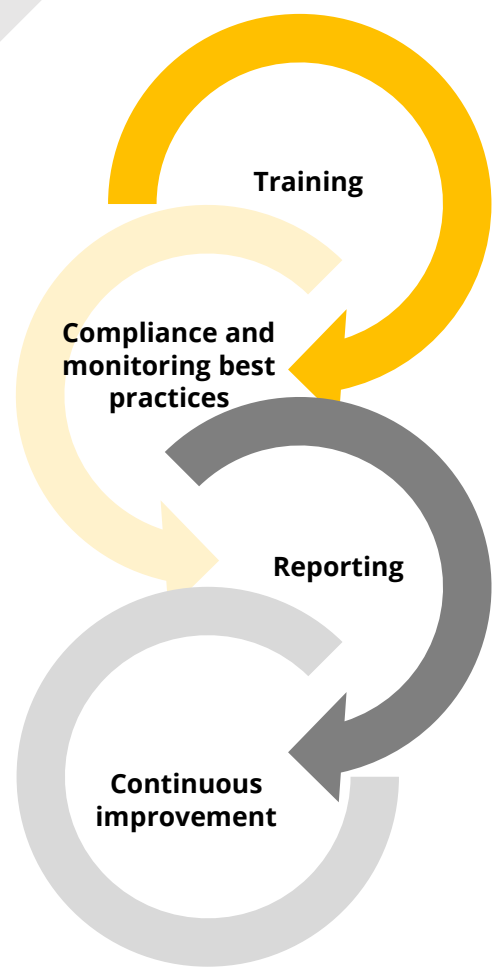 Training
Compliance and
monitoring best
practices
Reporting
Continuous
improvement